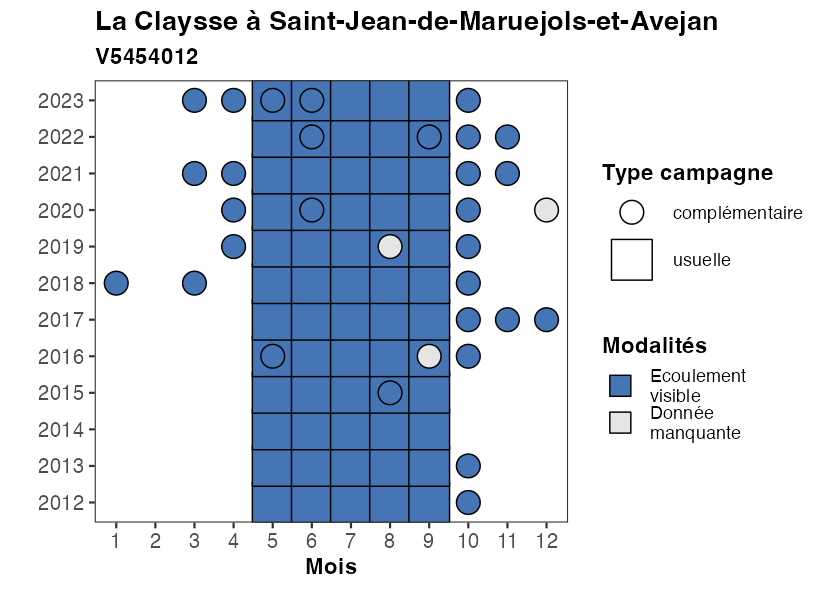 La Claysse à Saint-Jean-de-Maruejols-et-Avejan
V5454012
2023
2022
2021
2020
2019
2018
2017
2016
2015
2014
2013
2012
1 2 3 4 5 6 7 8 9 10 11 12
Mois
Type campagne
complémentaire
usuelle
Modalités
Ecoulement
visible
Donnée
manquante